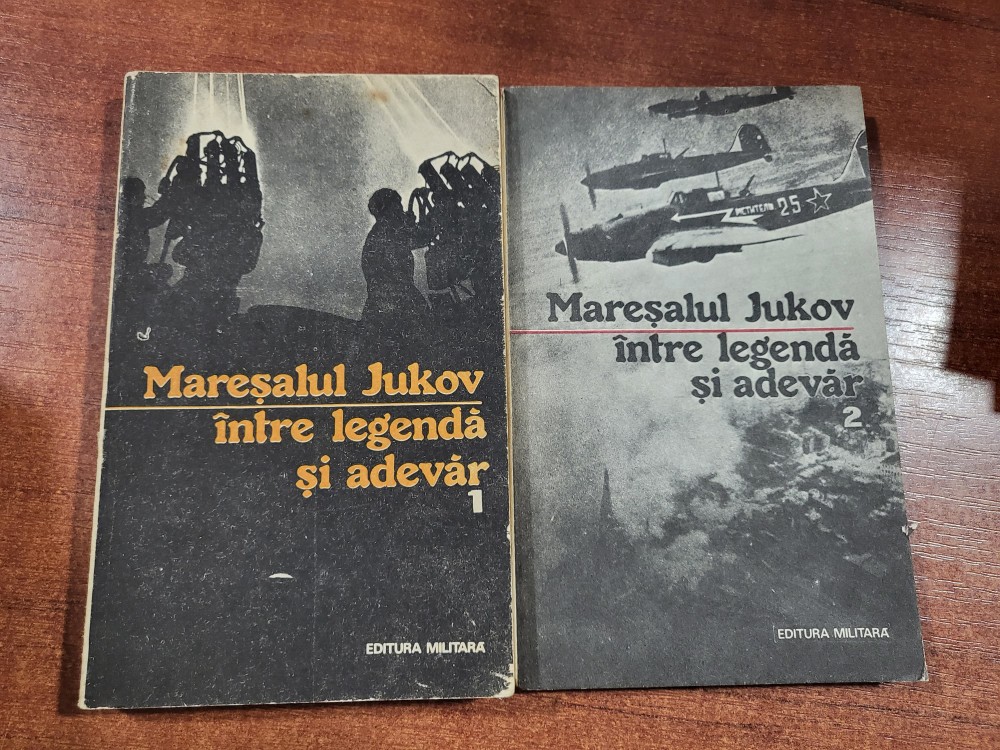 Mareșalul Jukov
între legendă
și adevăr
1
EDITURA MILITARĂ
МСТИТЕЛЬ 25
Mareșalul Jukov
între legendă
și adevăr
2
EDITURA MILITARĂ